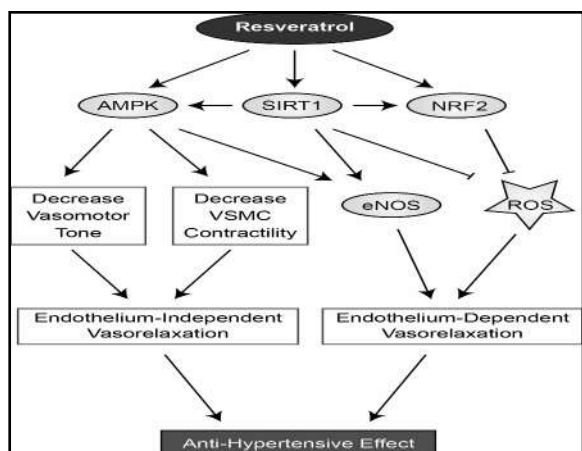 Resveratrol
AMPK
SIRT1
NRF2
Decrease
Vasomotor
Tone
Decrease
VSMC
Contractility
eNOS
ROS
Endothelium-Independent
Vasorelaxation
Endothelium-Dependent
Vasorelaxation
Anti-Hypertensive Effect